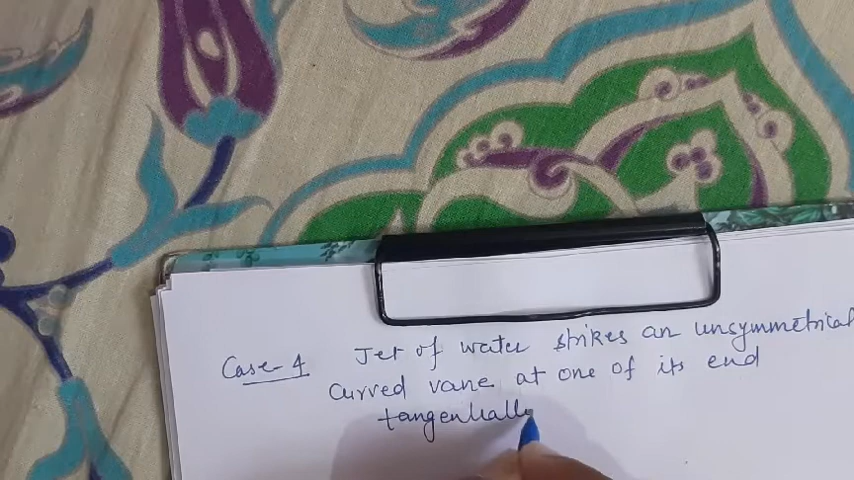 Case-4 Jet of water strikes an unsymmetrical
curved vane at one of its end
tangentially